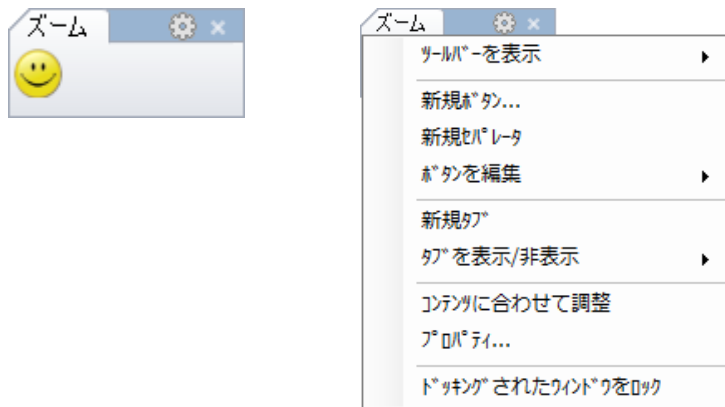 ズーム
ズーム
ﾂｰﾙﾊﾞｰを表示
新規ﾎﾞﾀﾝ...
新規ｾﾊﾟﾚｰﾀ
ﾎﾞﾀﾝを編集
新規ﾀﾌﾞ
ﾀﾌﾞを表示/非表示
ｺﾝﾃﾝﾂに合わせて調整
ﾌﾟﾛﾊﾟﾃｨ...
ﾄﾞｯｷﾝｸﾞされたｳｨﾝﾄﾞｳをﾛｯｸ